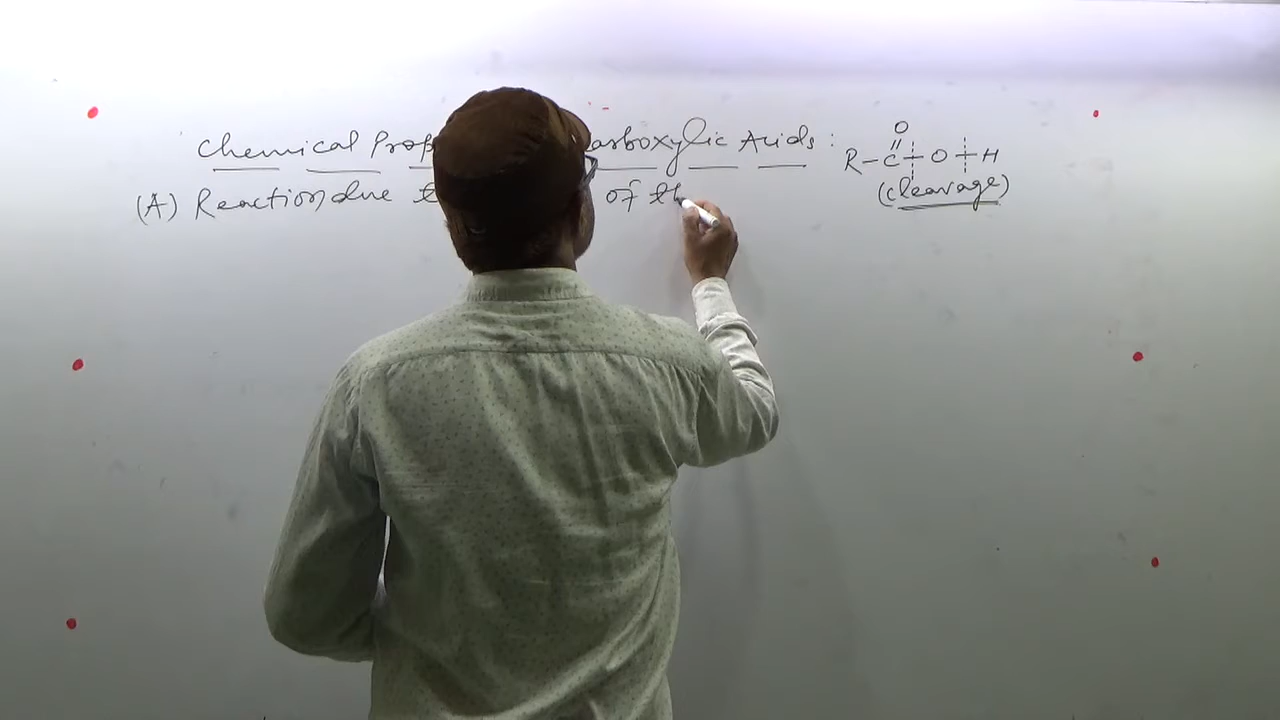 Chemical Prop arboxylic Acids :
O
R-C-O-H
(cleavage)
(A) Reaction due t of th